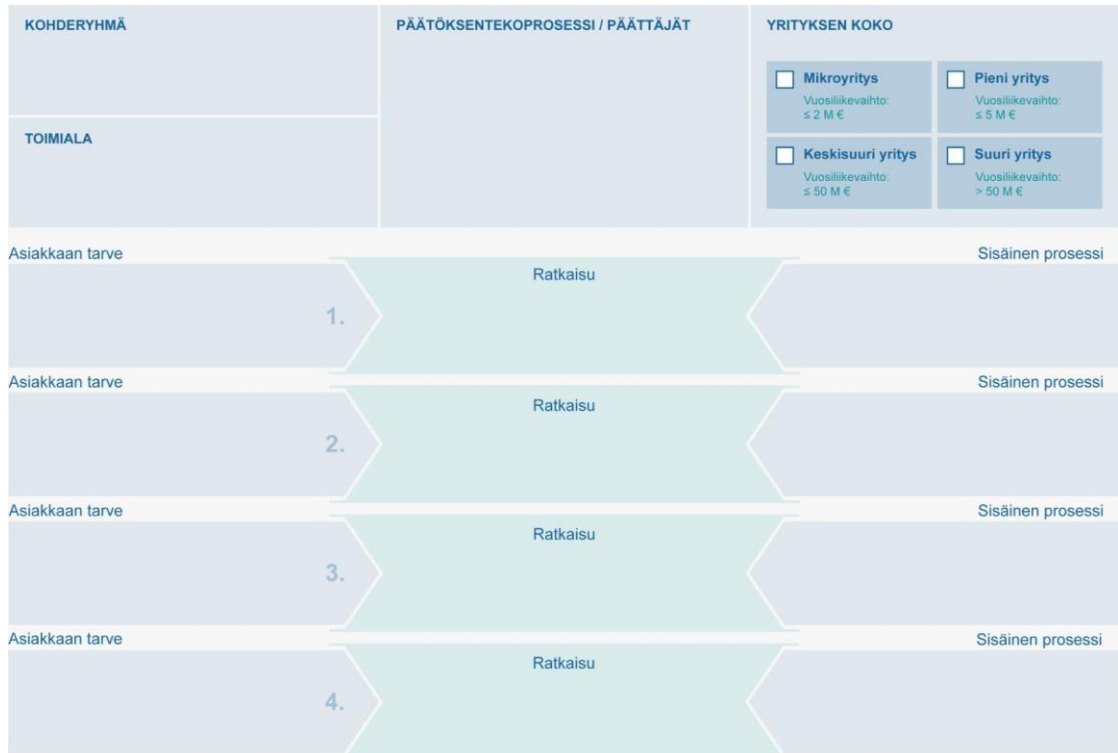 KOHDERYHMÄ
TOIMIALA
PÄÄTÖKSENTEKOPROSESSI / PÄÄTTÄJÄT
YRITYKSEN KOKO
Mikroyritys
Vuosiliikevaihto:
≤ 2 M €
Pieni yritys
Vuosiliikevaihto:
≤ 5 M €
Keskisuuri yritys
Vuosiliikevaihto:
≤ 50 M €
Suuri yritys
Vuosiliikevaihto:
> 50 M €
Asiakkaan tarve
1.
Ratkaisu
Sisäinen prosessi
Asiakkaan tarve
2.
Ratkaisu
Sisäinen prosessi
Asiakkaan tarve
3.
Ratkaisu
Sisäinen prosessi
Asiakkaan tarve
4.
Ratkaisu
Sisäinen prosessi